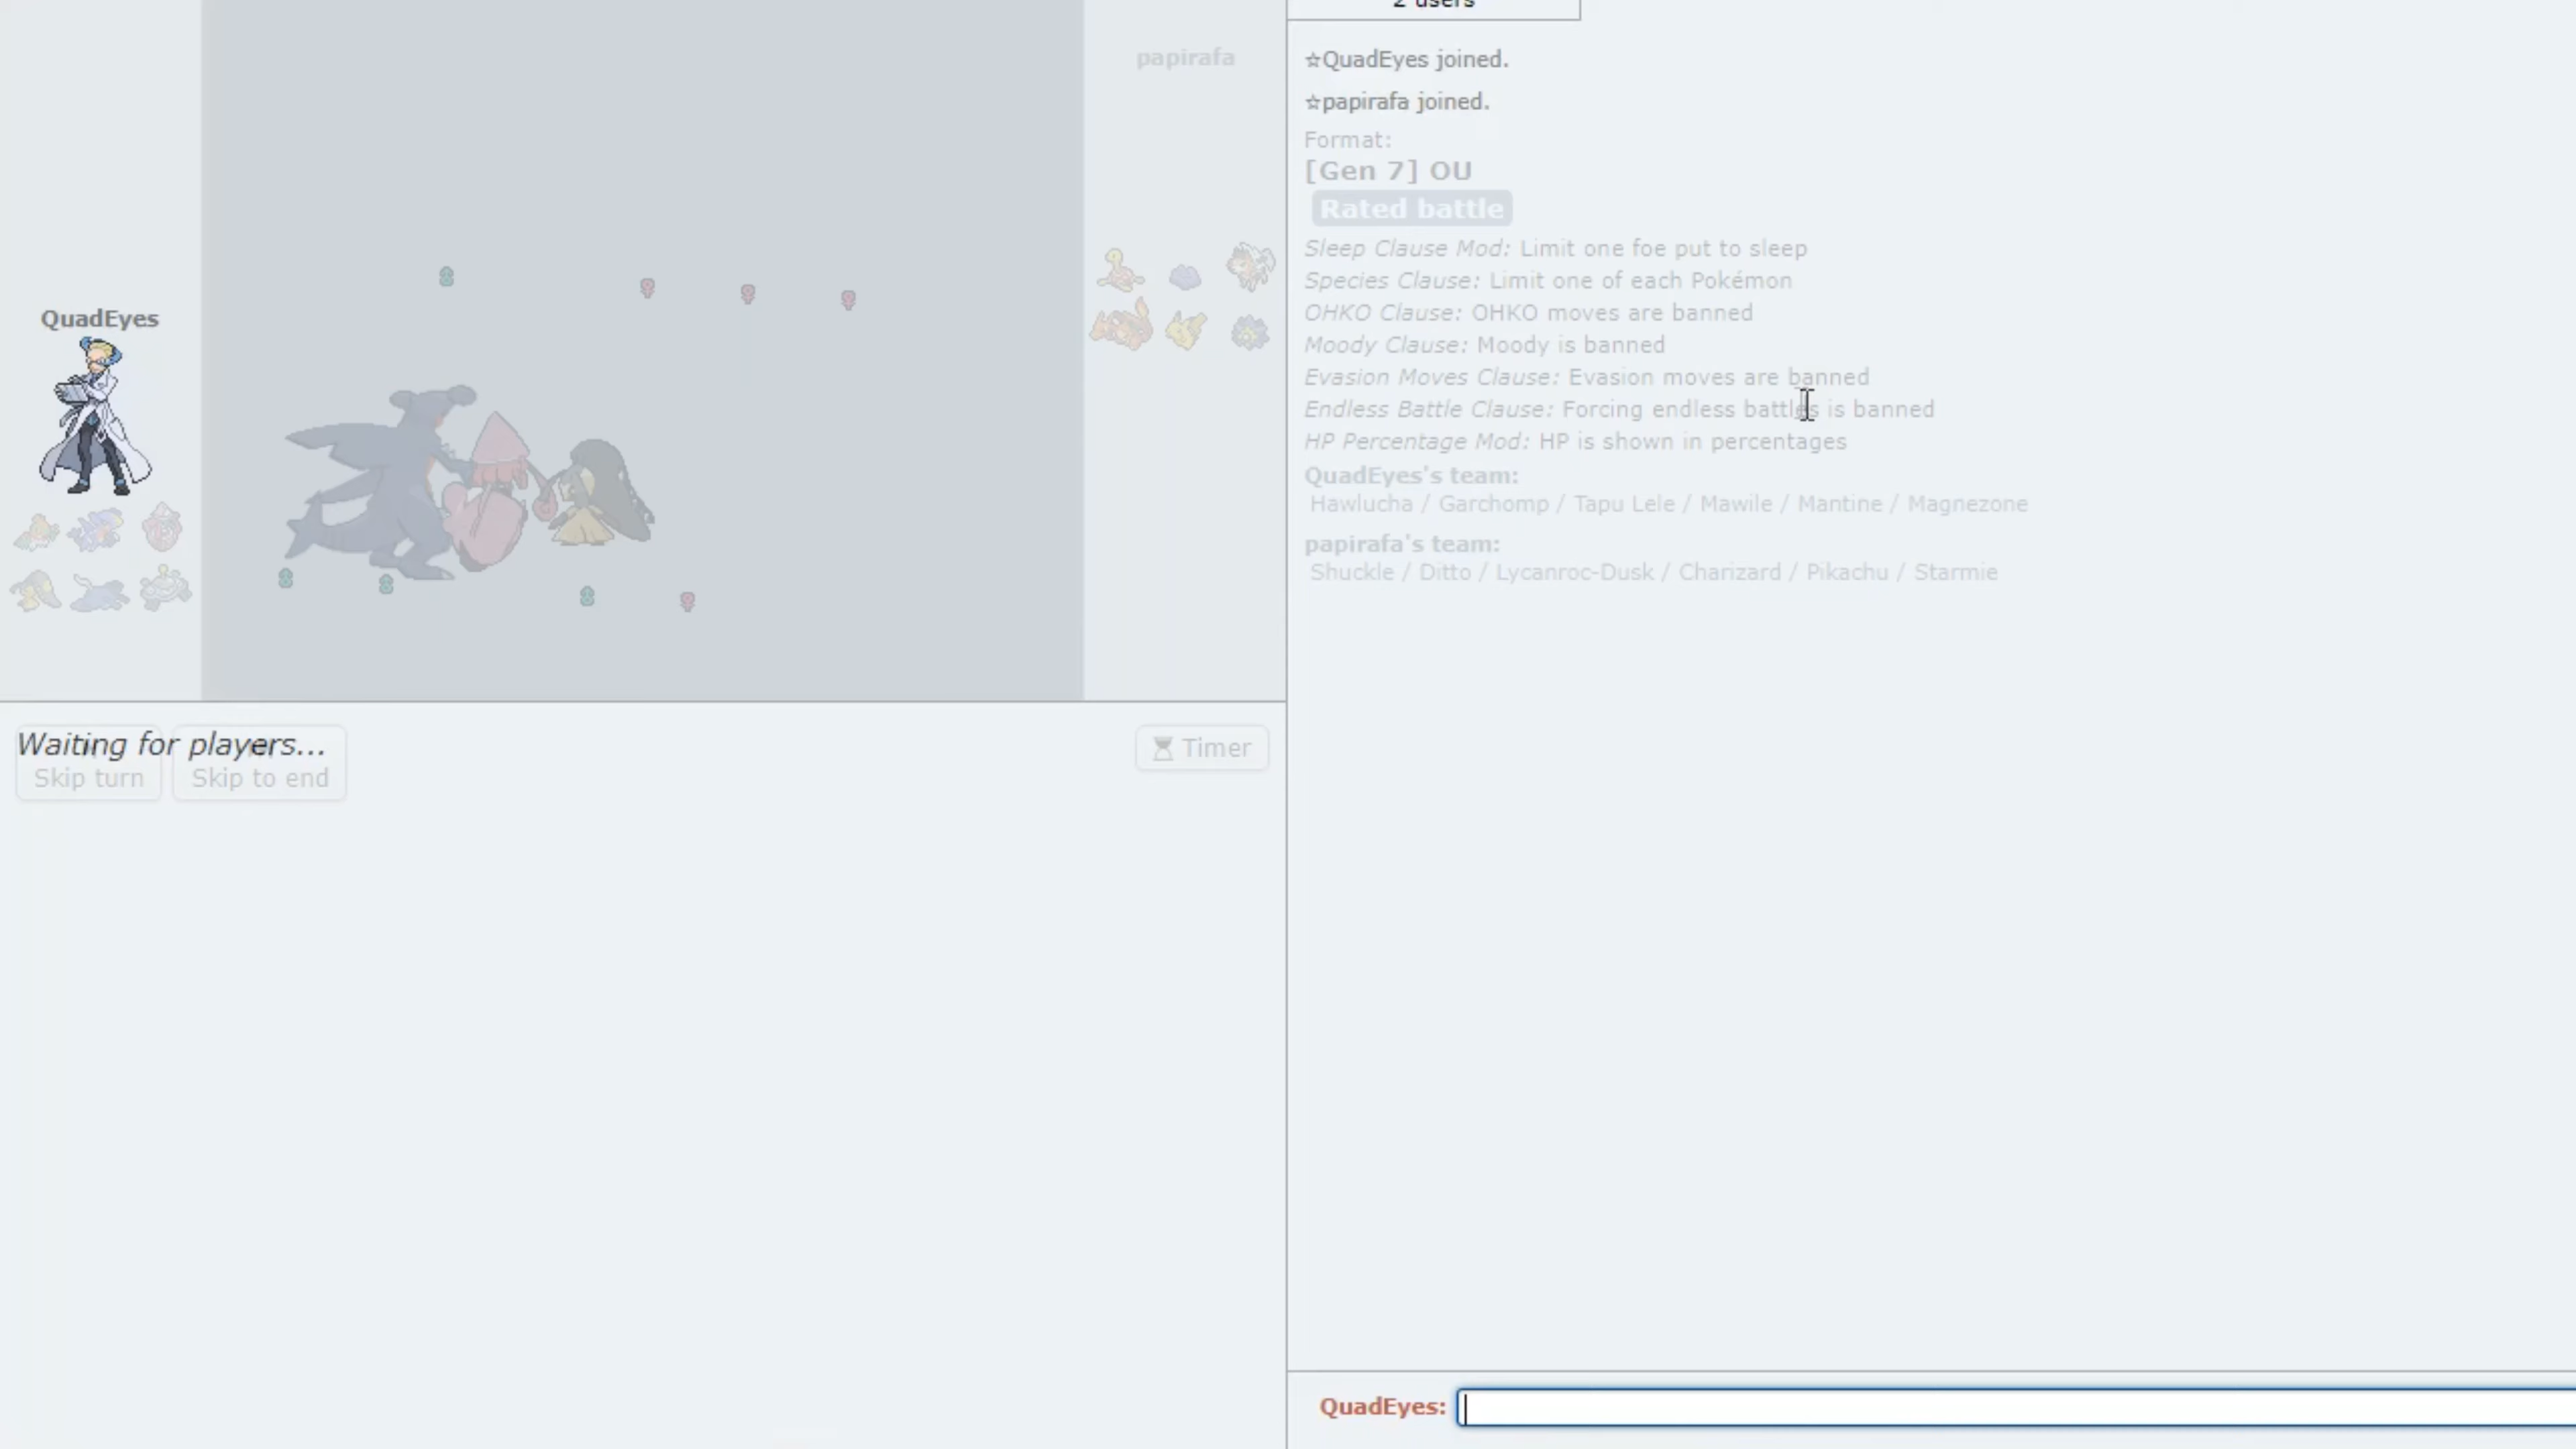 2 users
☆QuadEyes joined.
☆papirafa joined.
Format:
[Gen 7] OU
Rated battle
Sleep Clause Mod: Limit one foe put to sleep
Species Clause: Limit one of each Pokémon
OHKO Clause: OHKO moves are banned
Moody Clause: Moody is banned
Evasion Moves Clause: Evasion moves are banned
Endless Battle Clause: Forcing endless battles is banned
HP Percentage Mod: HP is shown in percentages
QuadEyes's team:
Hawlucha / Garchomp / Tapu Lele / Mawile / Mantine / Magnezone
papirafa's team:
Shuckle / Ditto / Lycanroc-Dusk / Charizard / Pikachu / Starmie
papirafa
QuadEyes
Waiting for players...
Skip turn
Skip to end
Timer
QuadEyes: